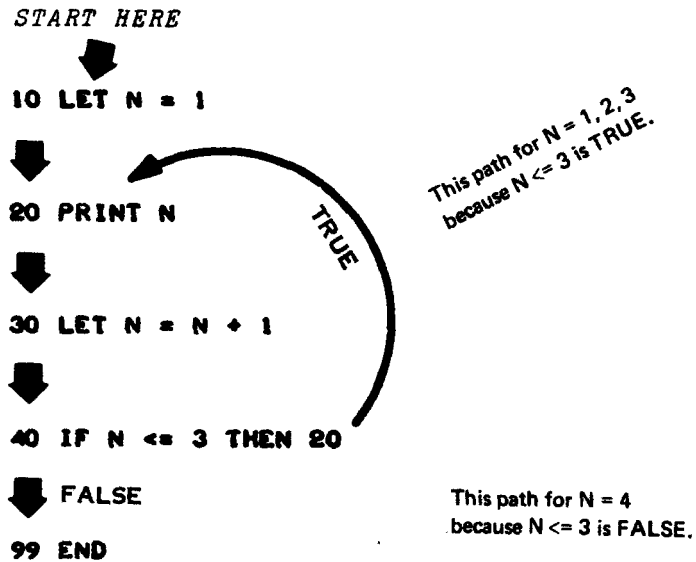 START HERE
10 LET N = 1
This path for N = 1, 2, 3
because N <= 3 is TRUE.
20 PRINT N
TRUE
30 LET N = N + 1
40 IF N <= 3 THEN 20
FALSE
This path for N = 4
because N <= 3 is FALSE.
99 END